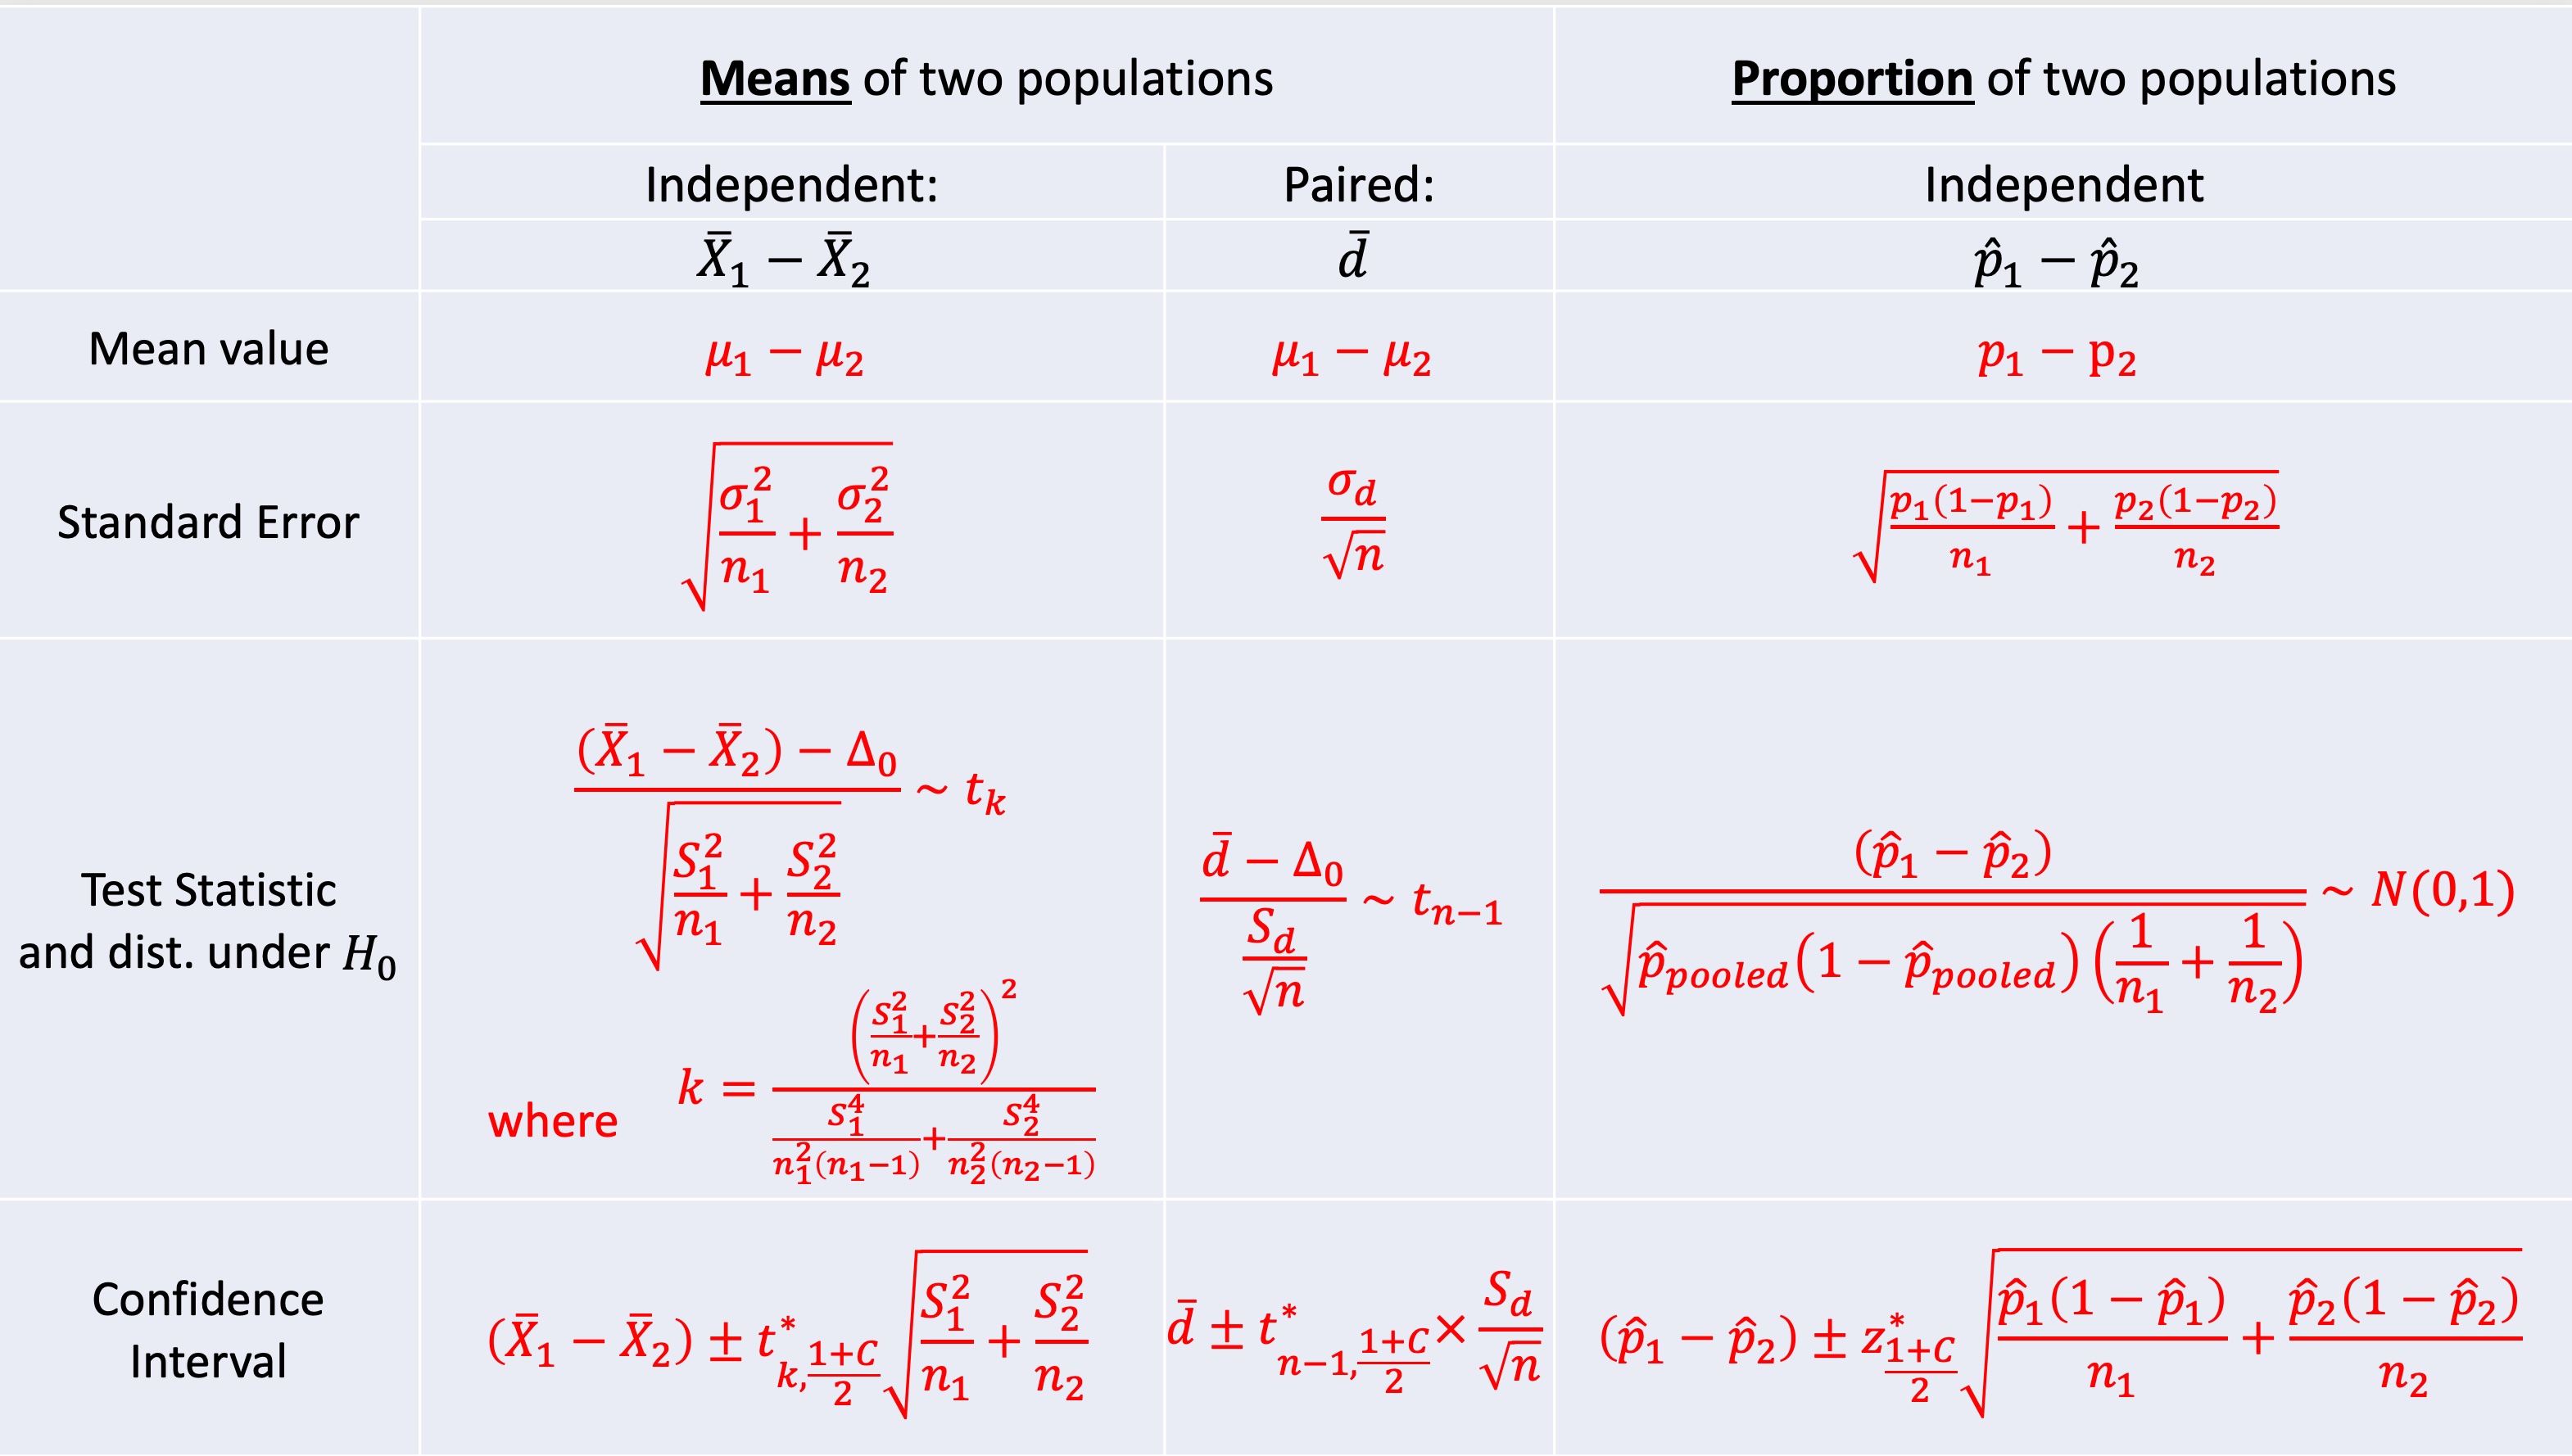 Means of two populations
Proportion of two populations
Independent:
Paired:
Independent
X̄₁ − X̄₂
d̄
p̂₁ − p̂₂
Mean value
μ₁ − μ₂
μ₁ − μ₂
p₁ − p₂
Standard Error
√(σ₁²/n₁ + σ₂²/n₂)
σ_d/√n
√(p₁(1−p₁)/n₁ + p₂(1−p₂)/n₂)
Test Statistic
and dist. under H₀
((X̄₁ − X̄₂) − Δ₀)/√(S₁²/n₁ + S₂²/n₂) ~ t_k
where k = (S₁²/n₁+S₂²/n₂)²/(S₁⁴/(n₁²(n₁−1))+S₂⁴/(n₂²(n₂−1)))
(d̄ − Δ₀)/(S_d/√n) ~ t_{n−1}
(p̂₁ − p̂₂)/√(p̂_pooled(1 − p̂_pooled)(1/n₁ + 1/n₂)) ~ N(0,1)
Confidence
Interval
(X̄₁ − X̄₂) ± t*_{k,(1+C)/2}√(S₁²/n₁ + S₂²/n₂)
d̄ ± t*_{n−1,(1+C)/2} × S_d/√n
(p̂₁ − p̂₂) ± z*_{(1+C)/2}√(p̂₁(1 − p̂₁)/n₁ + p̂₂(1 − p̂₂)/n₂)